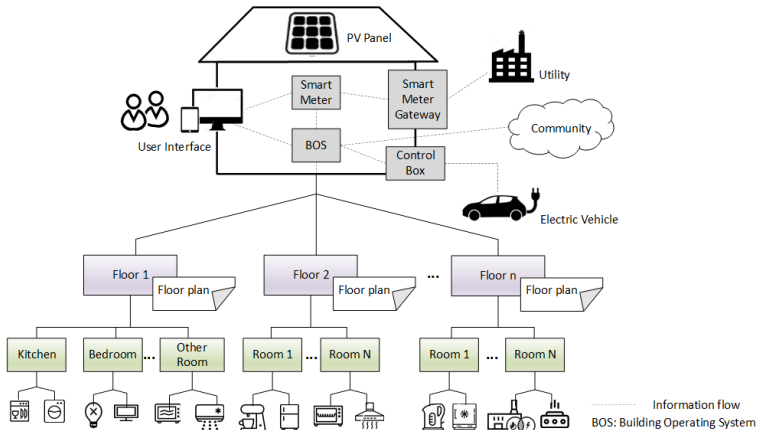 PV Panel
Utility
Smart
Meter
Smart
Meter
Gateway
User Interface
BOS
Community
Control
Box
Electric Vehicle
Floor 1
Floor plan
Floor 2
Floor plan
...
Floor n
Floor plan
Kitchen
Bedroom
...
Other
Room
Room 1
...
Room N
Room 1
...
Room N
Information flow
BOS: Building Operating System